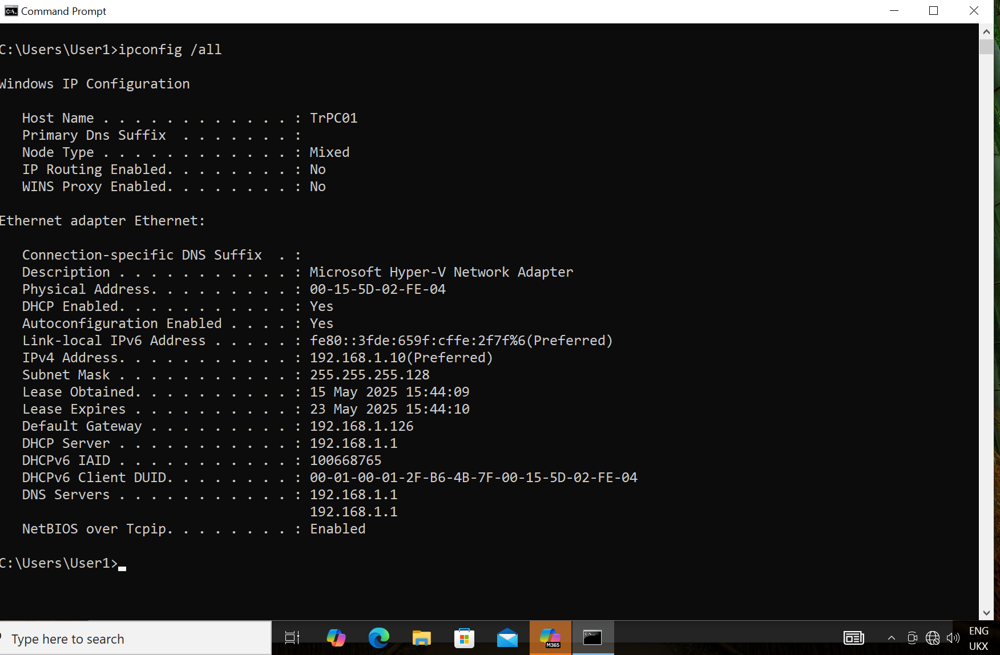 Command Prompt
C:\Users\User1>ipconfig /all
Windows IP Configuration
   Host Name . . . . . . . . . . . . : TrPC01
   Primary Dns Suffix  . . . . . . . :
   Node Type . . . . . . . . . . . . : Mixed
   IP Routing Enabled. . . . . . . . : No
   WINS Proxy Enabled. . . . . . . . : No
Ethernet adapter Ethernet:
   Connection-specific DNS Suffix  . :
   Description . . . . . . . . . . . : Microsoft Hyper-V Network Adapter
   Physical Address. . . . . . . . . : 00-15-5D-02-FE-04
   DHCP Enabled. . . . . . . . . . . : Yes
   Autoconfiguration Enabled . . . . : Yes
   Link-local IPv6 Address . . . . . : fe80::3fde:659f:cffe:2f7f%6(Preferred)
   IPv4 Address. . . . . . . . . . . : 192.168.1.10(Preferred)
   Subnet Mask . . . . . . . . . . . : 255.255.255.128
   Lease Obtained. . . . . . . . . . : 15 May 2025 15:44:09
   Lease Expires . . . . . . . . . . : 23 May 2025 15:44:10
   Default Gateway . . . . . . . . . : 192.168.1.126
   DHCP Server . . . . . . . . . . . : 192.168.1.1
   DHCPv6 IAID . . . . . . . . . . . : 100668765
   DHCPv6 Client DUID. . . . . . . . : 00-01-00-01-2F-B6-4B-7F-00-15-5D-02-FE-04
   DNS Servers . . . . . . . . . . . : 192.168.1.1
                                       192.168.1.1
   NetBIOS over Tcpip. . . . . . . . : Enabled
C:\Users\User1>
Type here to search
M365
ENG
UKX